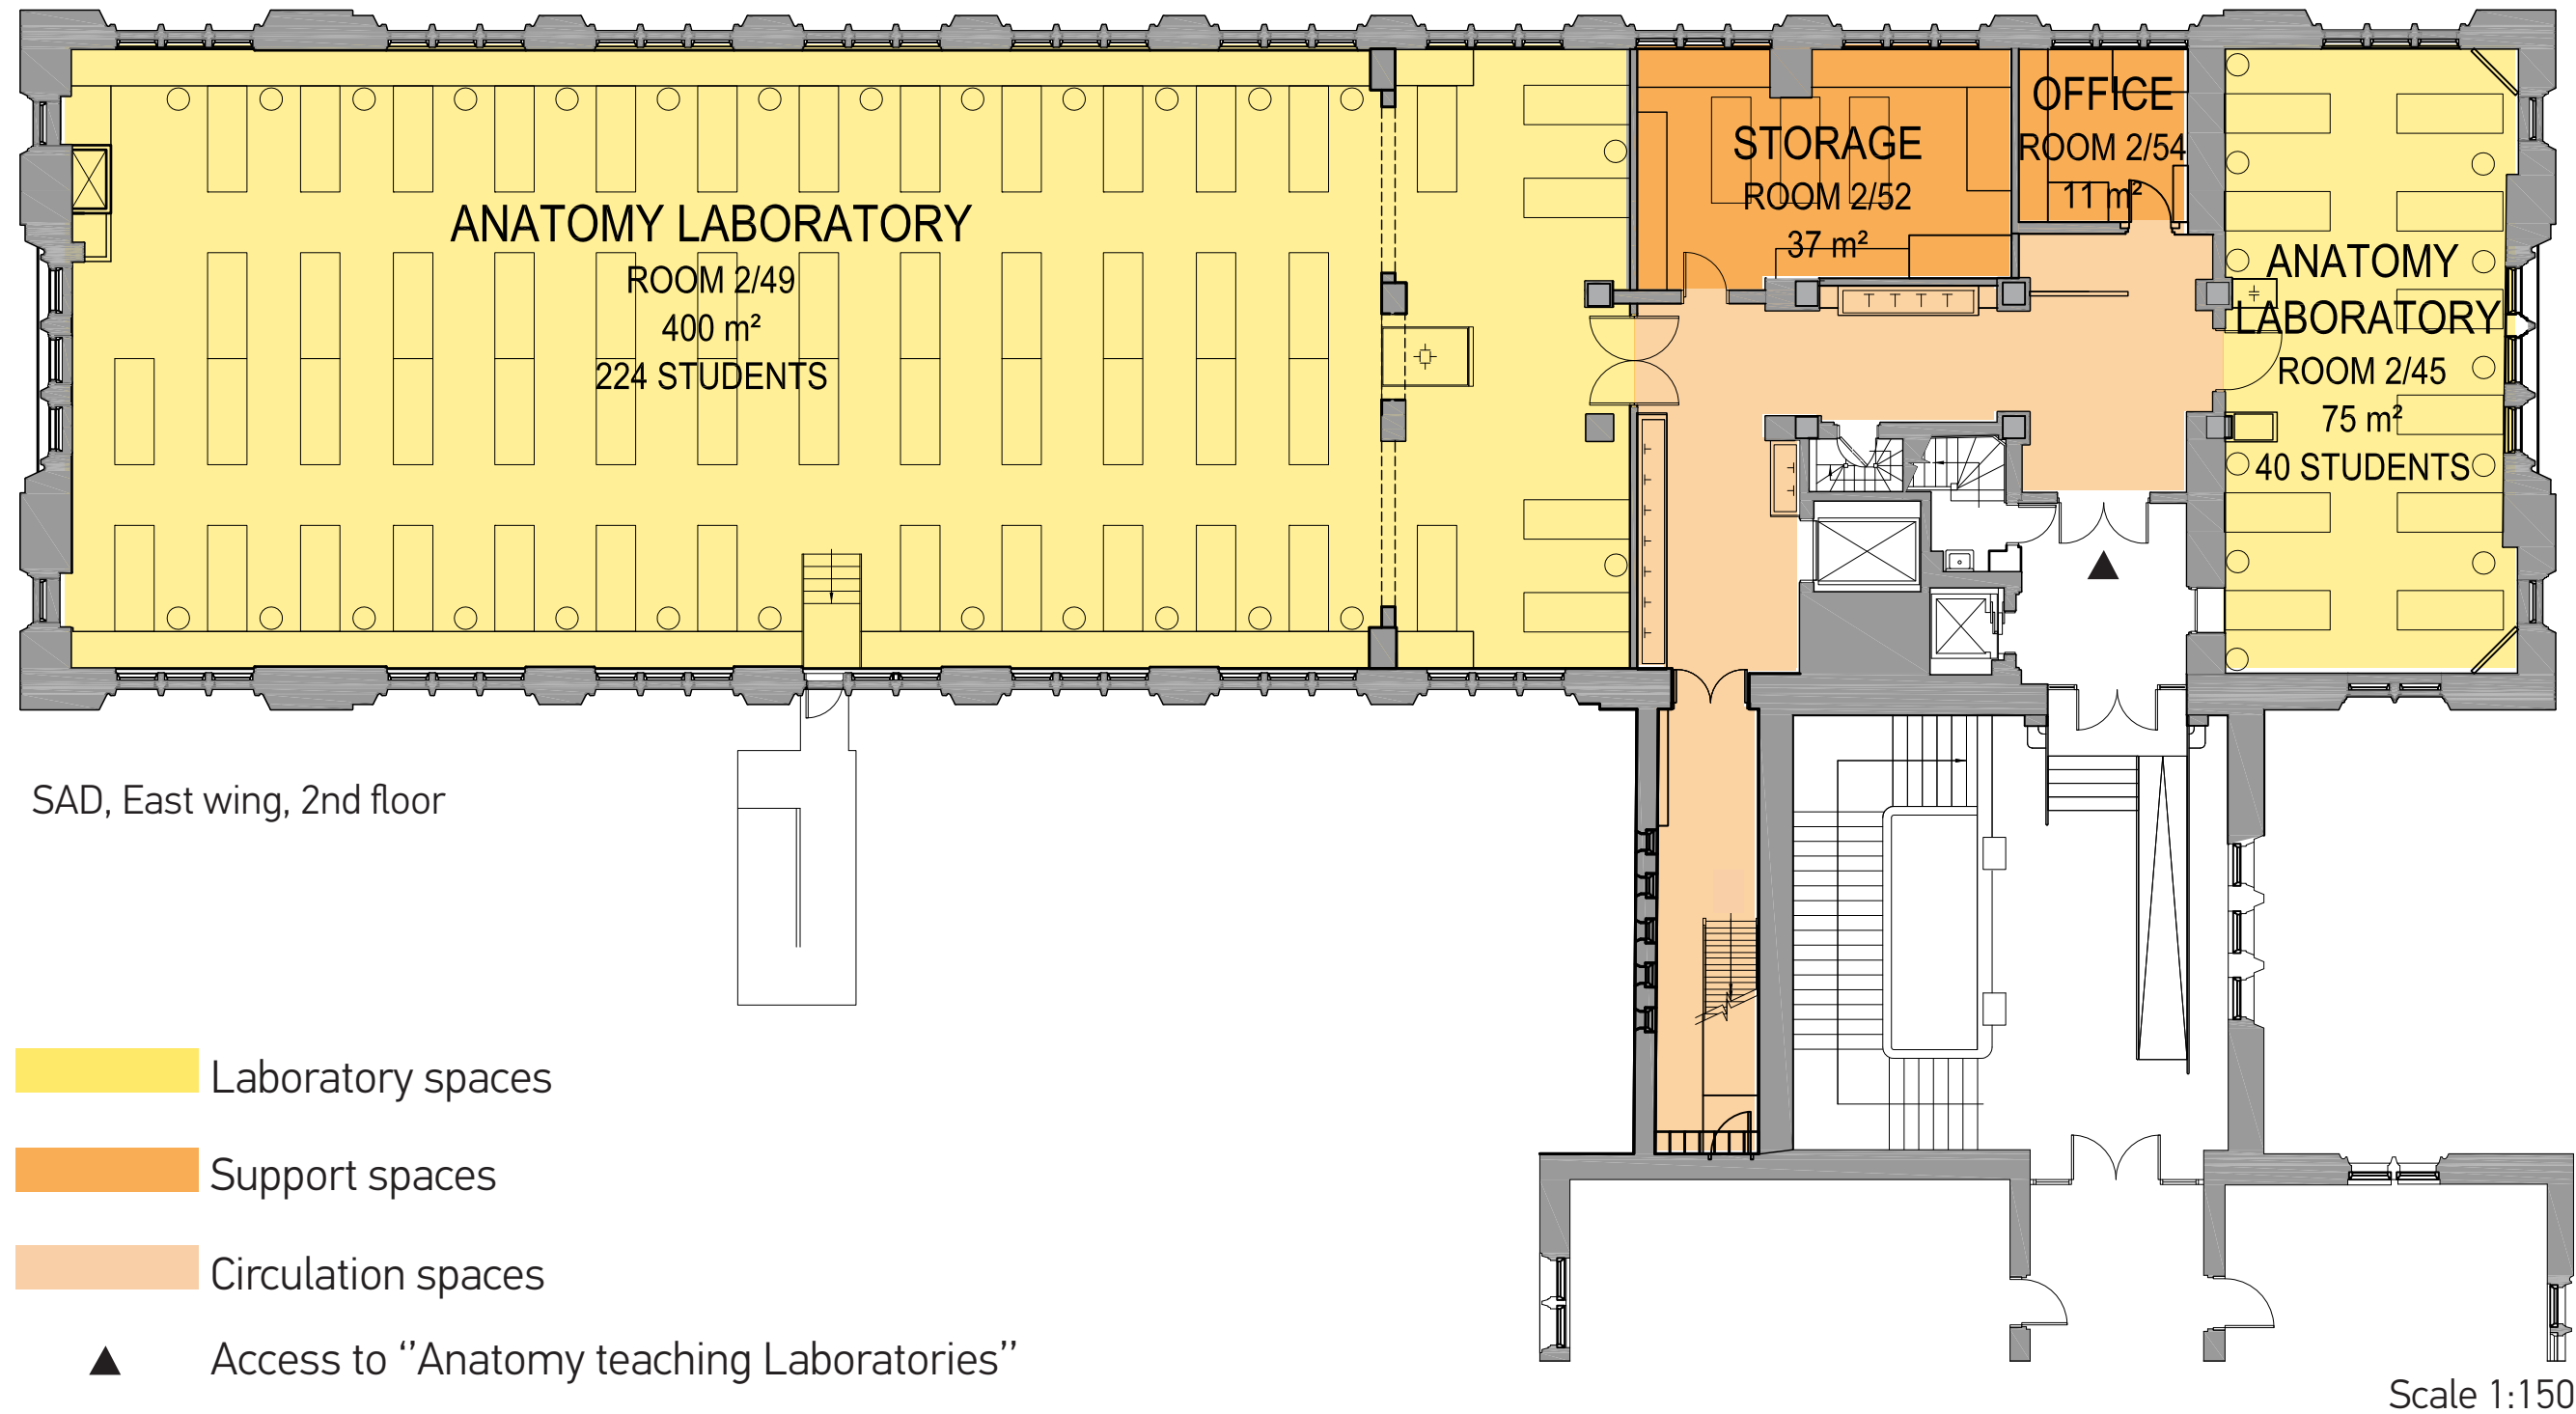 ANATOMY LABORATORY
ROOM 2/49
400 m²
224 STUDENTS
STORAGE
ROOM 2/52
37 m²
OFFICE
ROOM 2/54
11 m²
ANATOMY
LABORATORY
ROOM 2/45
75 m²
40 STUDENTS
SAD, East wing, 2nd floor
Laboratory spaces
Support spaces
Circulation spaces
Access to ‘’Anatomy teaching Laboratories’’
Scale 1:150